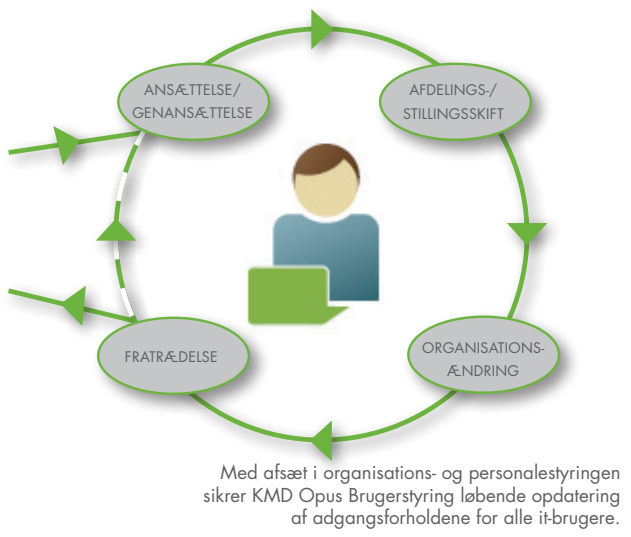 ANSÆTTELSE/
GENANSÆTTELSE
AFDELINGS-/
STILLINGSSKIFT
FRATRÆDELSE
ORGANISATIONS-
ÆNDRING
Med afsæt i organisations- og personalestyringen
sikrer KMD Opus Brugerstyring løbende opdatering
af adgangsforholdene for alle it-brugere.